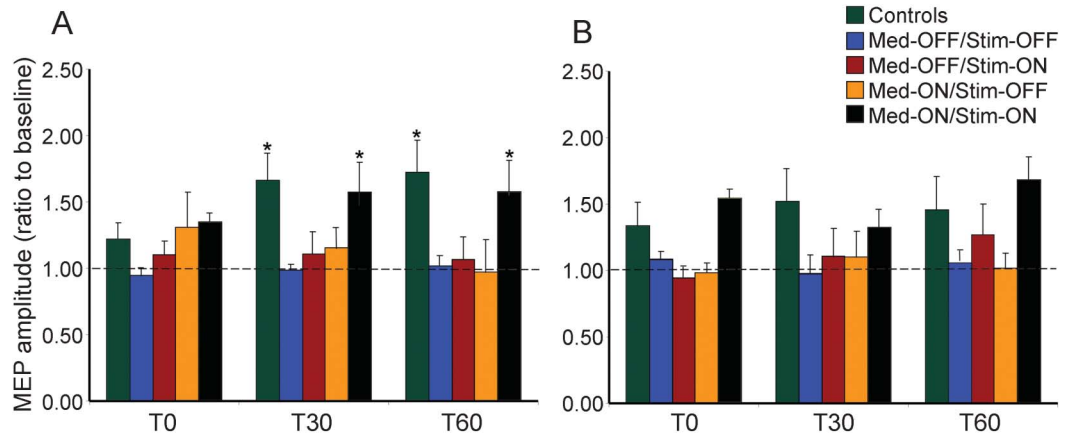 A
B
Controls
Med-OFF/Stim-OFF
Med-OFF/Stim-ON
Med-ON/Stim-OFF
Med-ON/Stim-ON
MEP amplitude (ratio to baseline)
2.50
2.00
1.50
1.00
0.50
0.00
* * * *
T0 T30 T60
2.50
2.00
1.50
1.00
0.50
0.00
T0 T30 T60